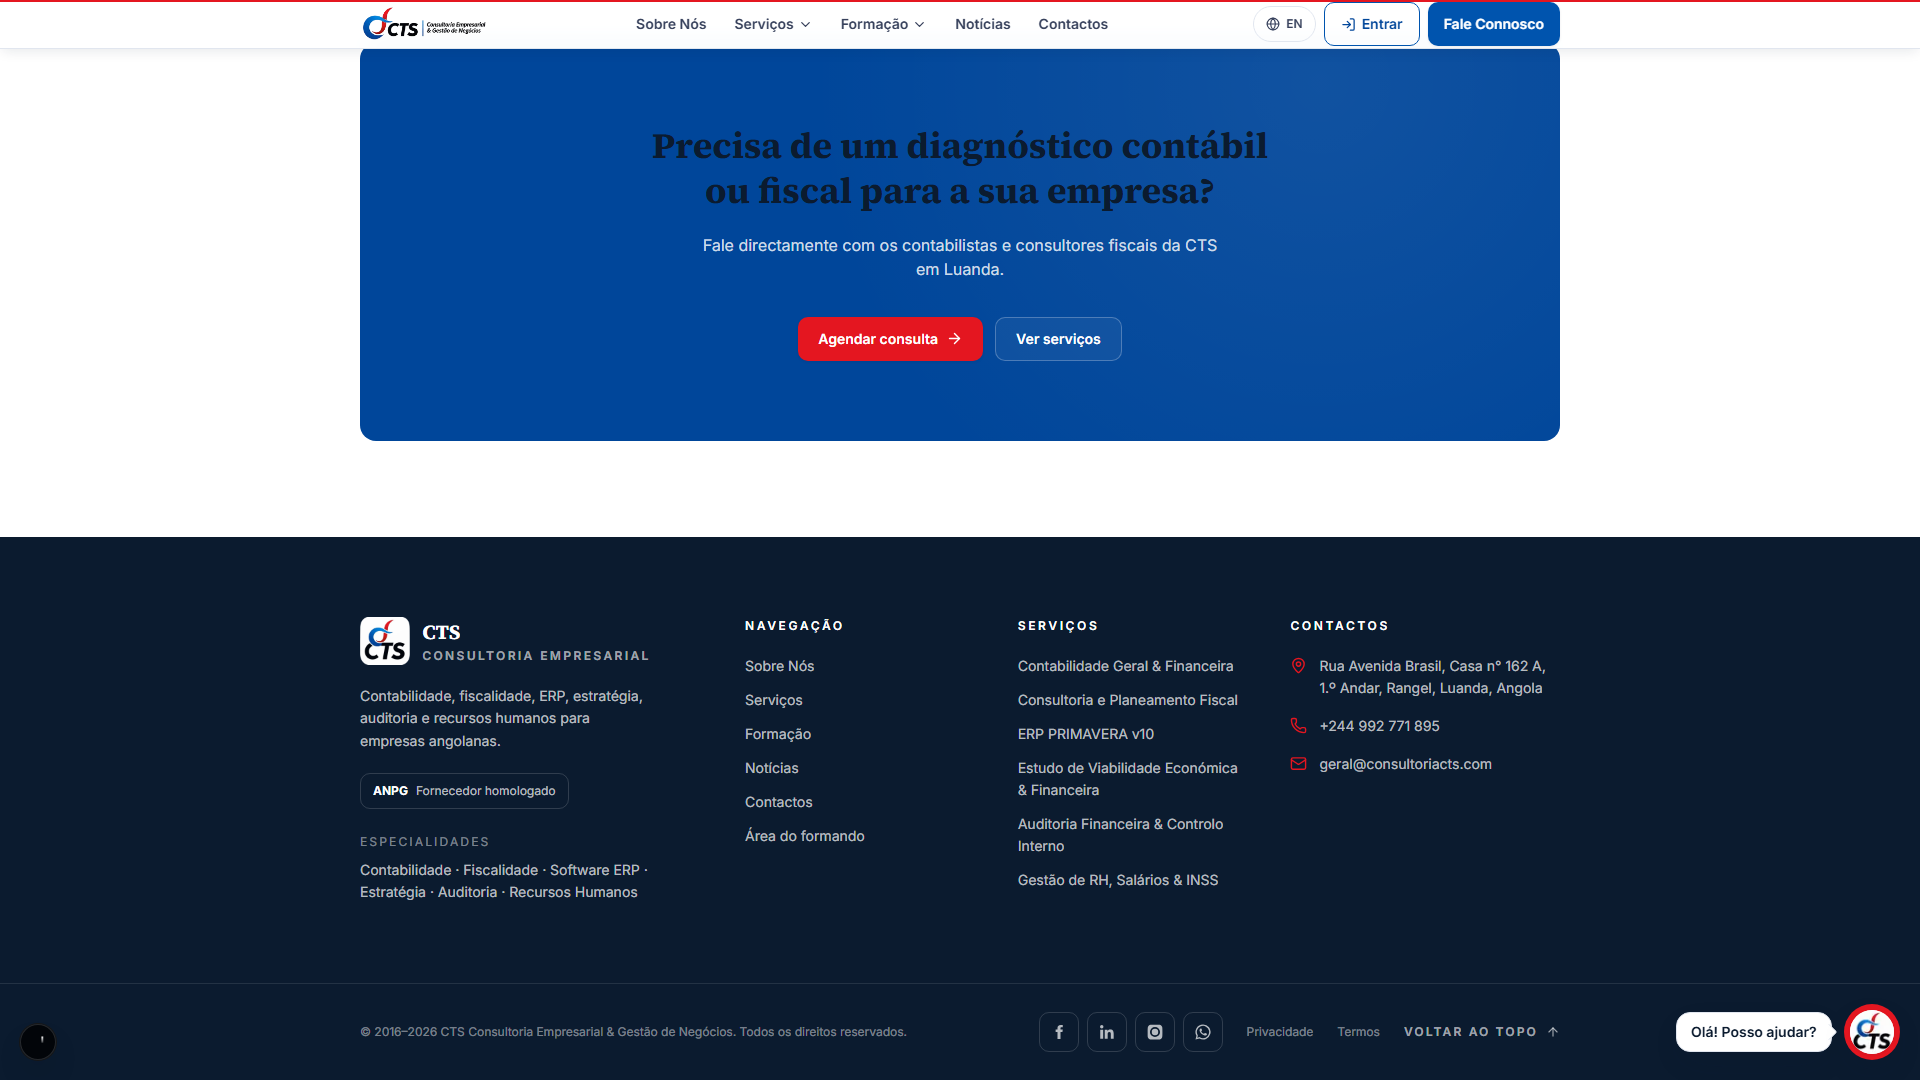 CTS Consultoria Empresarial
& Gestão de Negócios
Sobre Nós
Serviços
Formação
Notícias
Contactos
EN
Entrar
Fale Connosco
Precisa de um diagnóstico contábil
ou fiscal para a sua empresa?
Fale directamente com os contabilistas e consultores fiscais da CTS
em Luanda.
Agendar consulta
Ver serviços
CTS
CTS
CONSULTORIA EMPRESARIAL
Contabilidade, fiscalidade, ERP, estratégia,
auditoria e recursos humanos para
empresas angolanas.
ANPG Fornecedor homologado
ESPECIALIDADES
Contabilidade · Fiscalidade · Software ERP ·
Estratégia · Auditoria · Recursos Humanos
NAVEGAÇÃO
Sobre Nós
Serviços
Formação
Notícias
Contactos
Área do formando
SERVIÇOS
Contabilidade Geral & Financeira
Consultoria e Planeamento Fiscal
ERP PRIMAVERA v10
Estudo de Viabilidade Económica
& Financeira
Auditoria Financeira & Controlo
Interno
Gestão de RH, Salários & INSS
CONTACTOS
Rua Avenida Brasil, Casa nº 162 A,
1.º Andar, Rangel, Luanda, Angola
+244 992 771 895
geral@consultoriacts.com
© 2016–2026 CTS Consultoria Empresarial & Gestão de Negócios. Todos os direitos reservados.
Privacidade
Termos
VOLTAR AO TOPO
Olá! Posso ajudar?
CTS